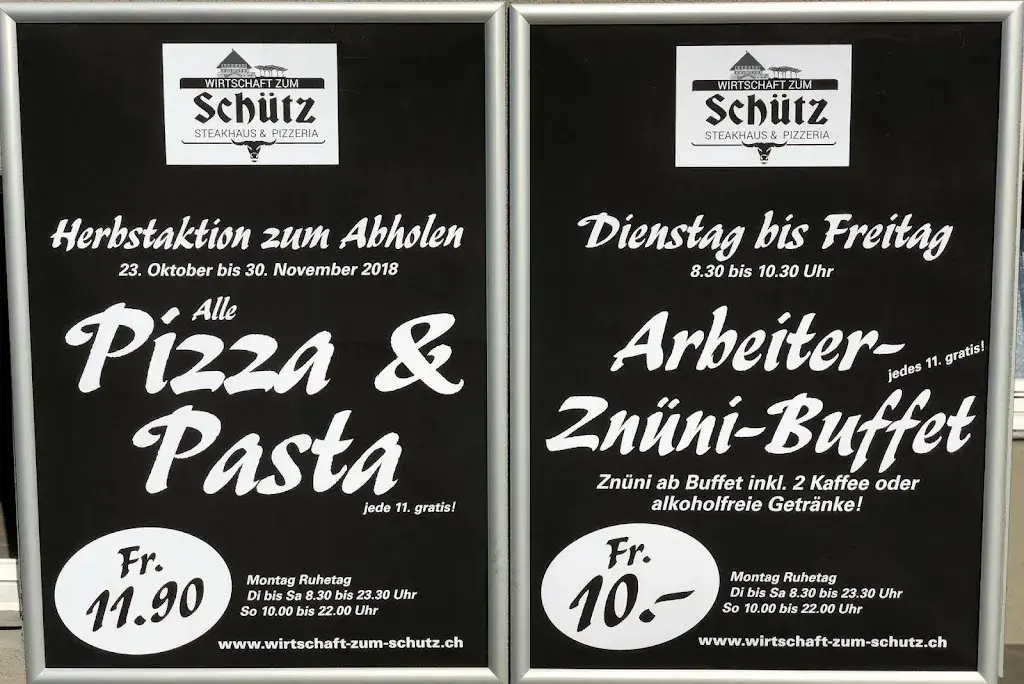 WIRTSCHAFT ZUM
Schütz
STEAKHAUS & PIZZERIA
Herbstaktion zum Abholen
23. Oktober bis 30. November 2018
Alle
Pizza &
Pasta
jede 11. gratis!
Fr.
11.90
Montag Ruhetag
Di bis Sa 8.30 bis 23.30 Uhr
So 10.00 bis 22.00 Uhr
www.wirtschaft-zum-schutz.ch
WIRTSCHAFT ZUM
Schütz
STEAKHAUS & PIZZERIA
Dienstag bis Freitag
8.30 bis 10.30 Uhr
Arbeiter-
jedes 11. gratis!
Znüni-Buffet
Znüni ab Buffet inkl. 2 Kaffee oder
alkoholfreie Getränke!
Fr.
10.-
Montag Ruhetag
Di bis Sa 8.30 bis 23.30 Uhr
So 10.00 bis 22.00 Uhr
www.wirtschaft-zum-schutz.ch